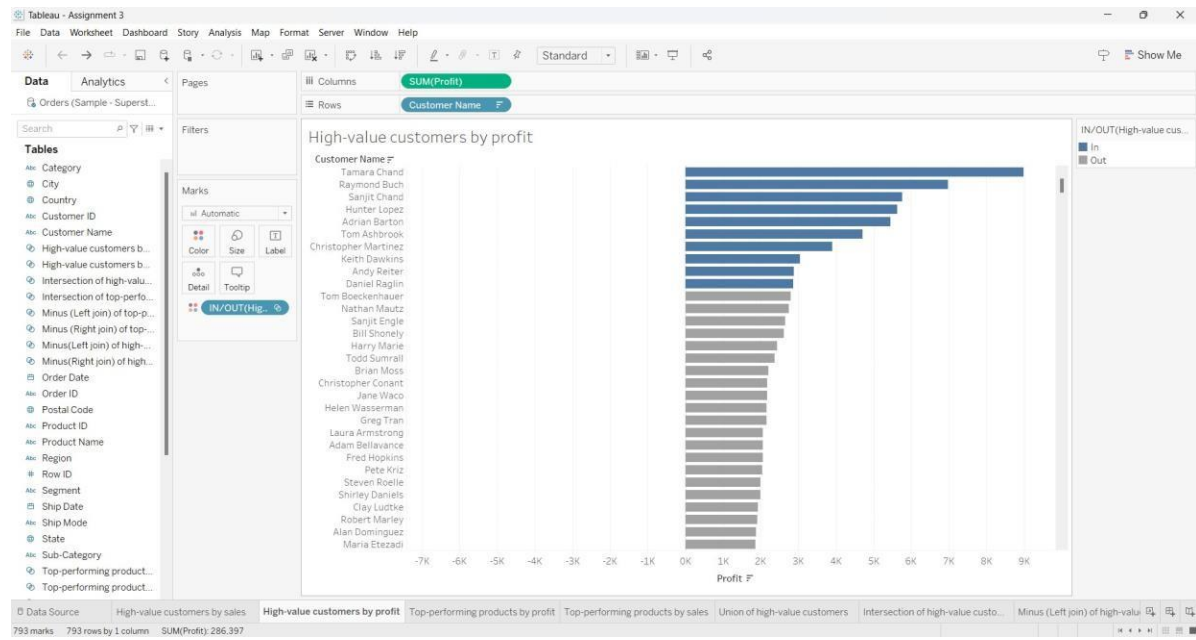 Tableau - Assignment 3
File Data Worksheet Dashboard Story Analysis Map Format Server Window Help
Standard
Show Me
Data Analytics
Orders (Sample - Superst...
Search
Tables
Abc Category
City
Country
Abc Customer ID
Abc Customer Name
High-value customers b...
High-value customers b...
Intersection of high-valu...
Intersection of top-perfo...
Minus (Left join) of top-p...
Minus (Right join) of top-...
Minus(Left join) of high-...
Minus(Right join) of high...
Order Date
Abc Order ID
Postal Code
Abc Product ID
Abc Product Name
Abc Region
# Row ID
Abc Segment
Ship Date
Abc Ship Mode
State
Abc Sub-Category
Top-performing product...
Top-performing product...
Pages
Filters
Marks
Automatic
Color Size Label
Detail Tooltip
IN/OUT(Hig..
Columns SUM(Profit)
Rows Customer Name
High-value customers by profit
Customer Name
Tamara Chand
Raymond Buch
Sanjit Chand
Hunter Lopez
Adrian Barton
Tom Ashbrook
Christopher Martinez
Keith Dawkins
Andy Reiter
Daniel Raglin
Tom Boeckenhauer
Nathan Mautz
Sanjit Engle
Bill Shonely
Harry Marie
Todd Sumrall
Brian Moss
Christopher Conant
Jane Waco
Helen Wasserman
Greg Tran
Laura Armstrong
Adam Bellavance
Fred Hopkins
Pete Kriz
Steven Roelle
Shirley Daniels
Clay Ludtke
Robert Marley
Alan Dominguez
Maria Etezadi
-7K -6K -5K -4K -3K -2K -1K 0K 1K 2K 3K 4K 5K 6K 7K 8K 9K
Profit
IN/OUT(High-value cus...
In
Out
Data Source High-value customers by sales High-value customers by profit Top-performing products by profit Top-performing products by sales Union of high-value customers Intersection of high-value custo... Minus (Left join) of high-valu
793 marks 793 rows by 1 column SUM(Profit): 286,397